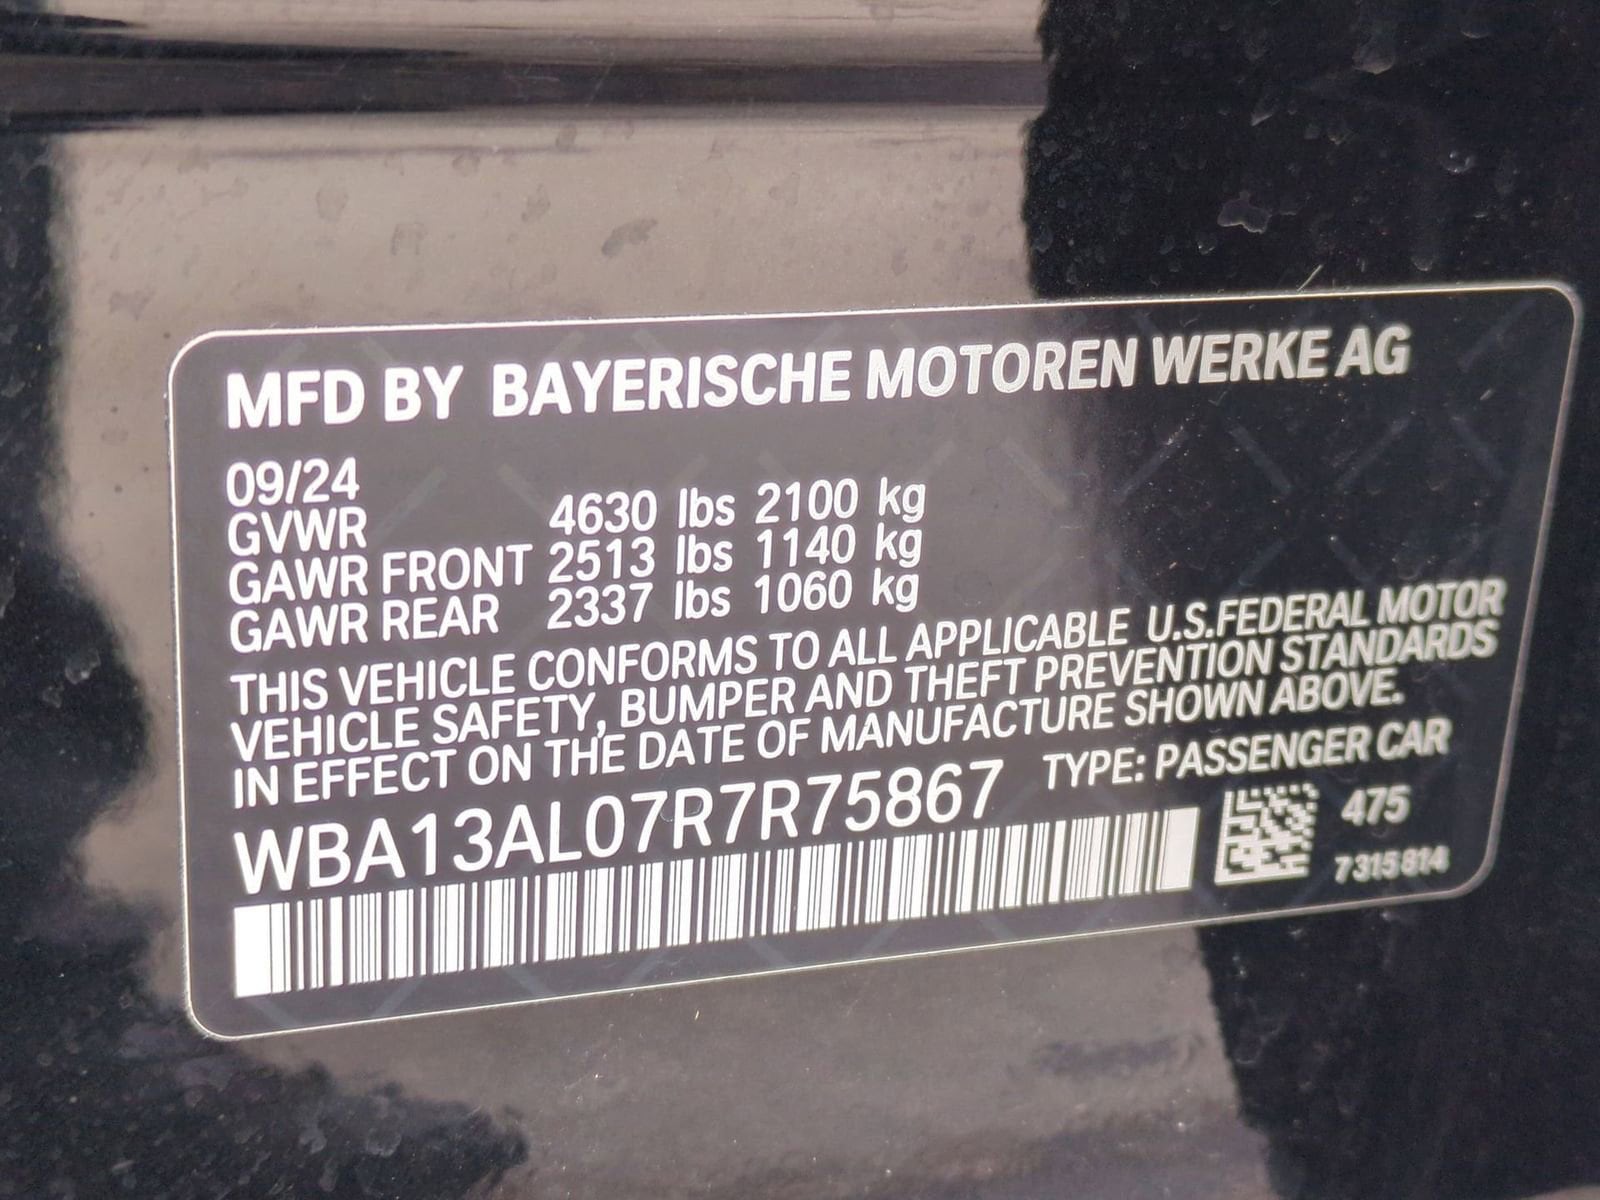 MFD BY BAYERISCHE MOTOREN WERKE AG
09/24
GVWR 4630 lbs 2100 kg
GAWR FRONT 2513 lbs 1140 kg
GAWR REAR 2337 lbs 1060 kg
THIS VEHICLE CONFORMS TO ALL APPLICABLE U.S.FEDERAL MOTOR
VEHICLE SAFETY, BUMPER AND THEFT PREVENTION STANDARDS
IN EFFECT ON THE DATE OF MANUFACTURE SHOWN ABOVE.
WBA13AL07R7R75867 TYPE: PASSENGER CAR
475
7315814